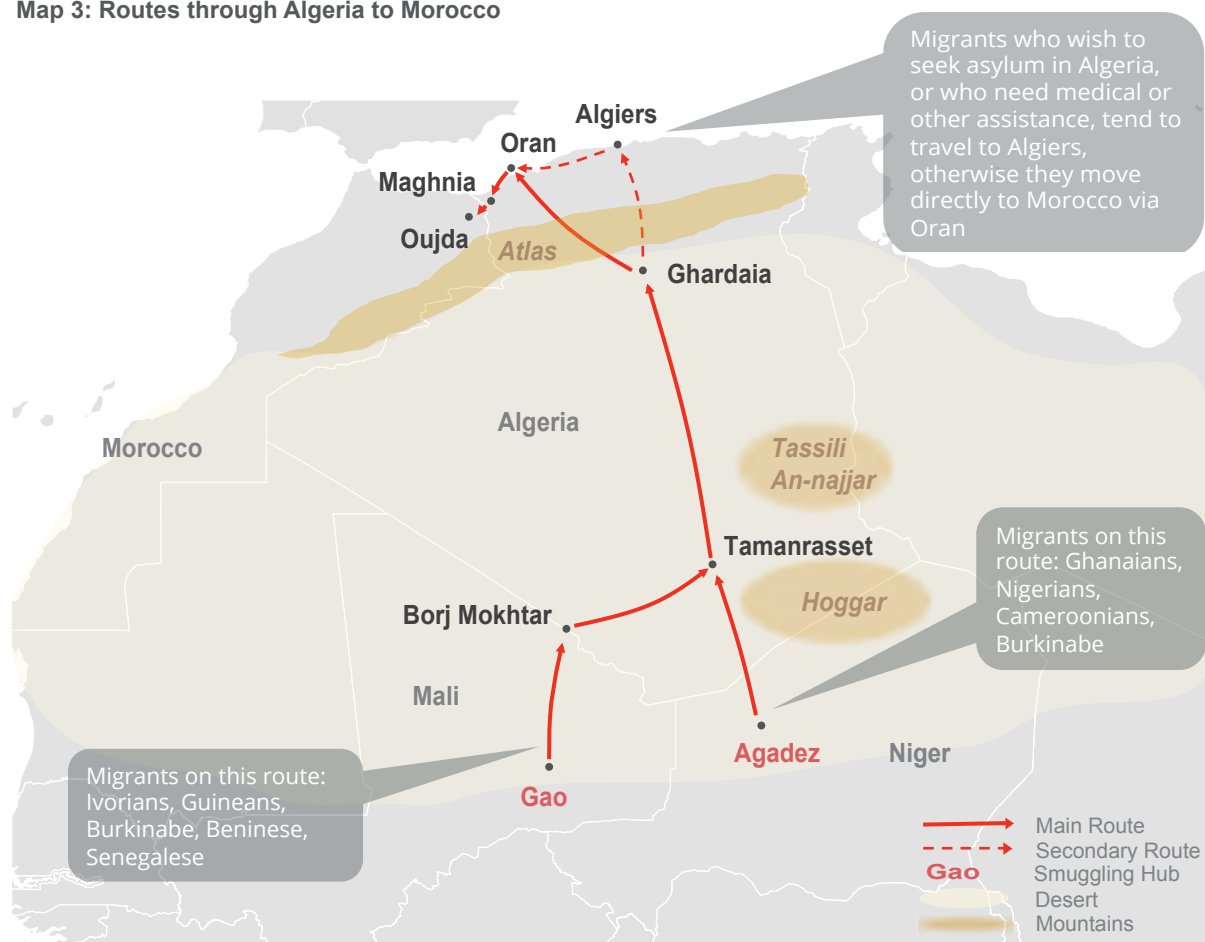 Map 3: Routes through Algeria to Morocco
Migrants who wish to
seek asylum in Algeria,
or who need medical or
other assistance, tend to
travel to Algiers,
otherwise they move
directly to Morocco via
Oran
Algiers
Oran
Maghnia
Oujda
Atlas
Ghardaia
Algeria
Morocco
Tassili
An-najjar
Tamanrasset
Migrants on this
route: Ghanaians,
Nigerians,
Cameroonians,
Burkinabe
Hoggar
Borj Mokhtar
Mali
Agadez
Niger
Migrants on this route:
Ivorians, Guineans,
Burkinabe, Beninese,
Senegalese
Gao
Main Route
Secondary Route
Gao Smuggling Hub
Desert
Mountains